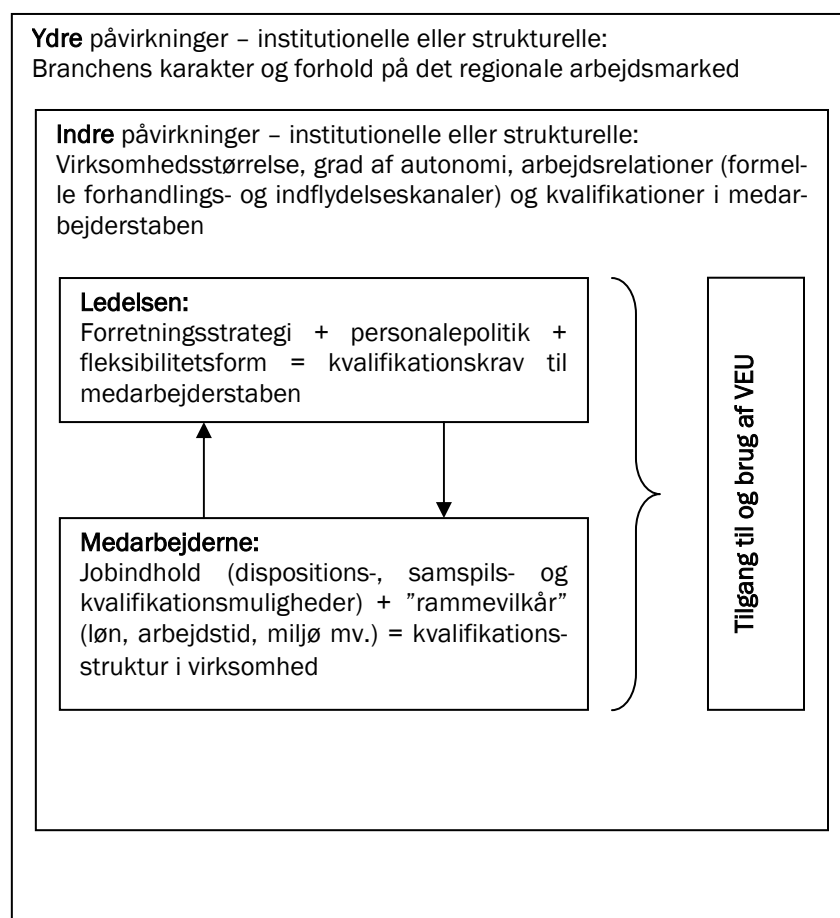 Ydre påvirkninger – institutionelle eller strukturelle:
Branchens karakter og forhold på det regionale arbejdsmarked
Indre påvirkninger – institutionelle eller strukturelle:
Virksomhedsstørrelse, grad af autonomi, arbejdsrelationer (formel-
le forhandlings- og indflydelseskanaler) og kvalifikationer i medar-
bejderstaben
Ledelsen:
Forretningsstrategi + personalepolitik +
fleksibilitetsform = kvalifikationskrav til
medarbejderstaben
Medarbejderne:
Jobindhold (dispositions-, samspils- og
kvalifikationsmuligheder) + ”rammevilkår”
(løn, arbejdstid, miljø mv.) = kvalifikations-
struktur i virksomhed
Tilgang til og brug af VEU